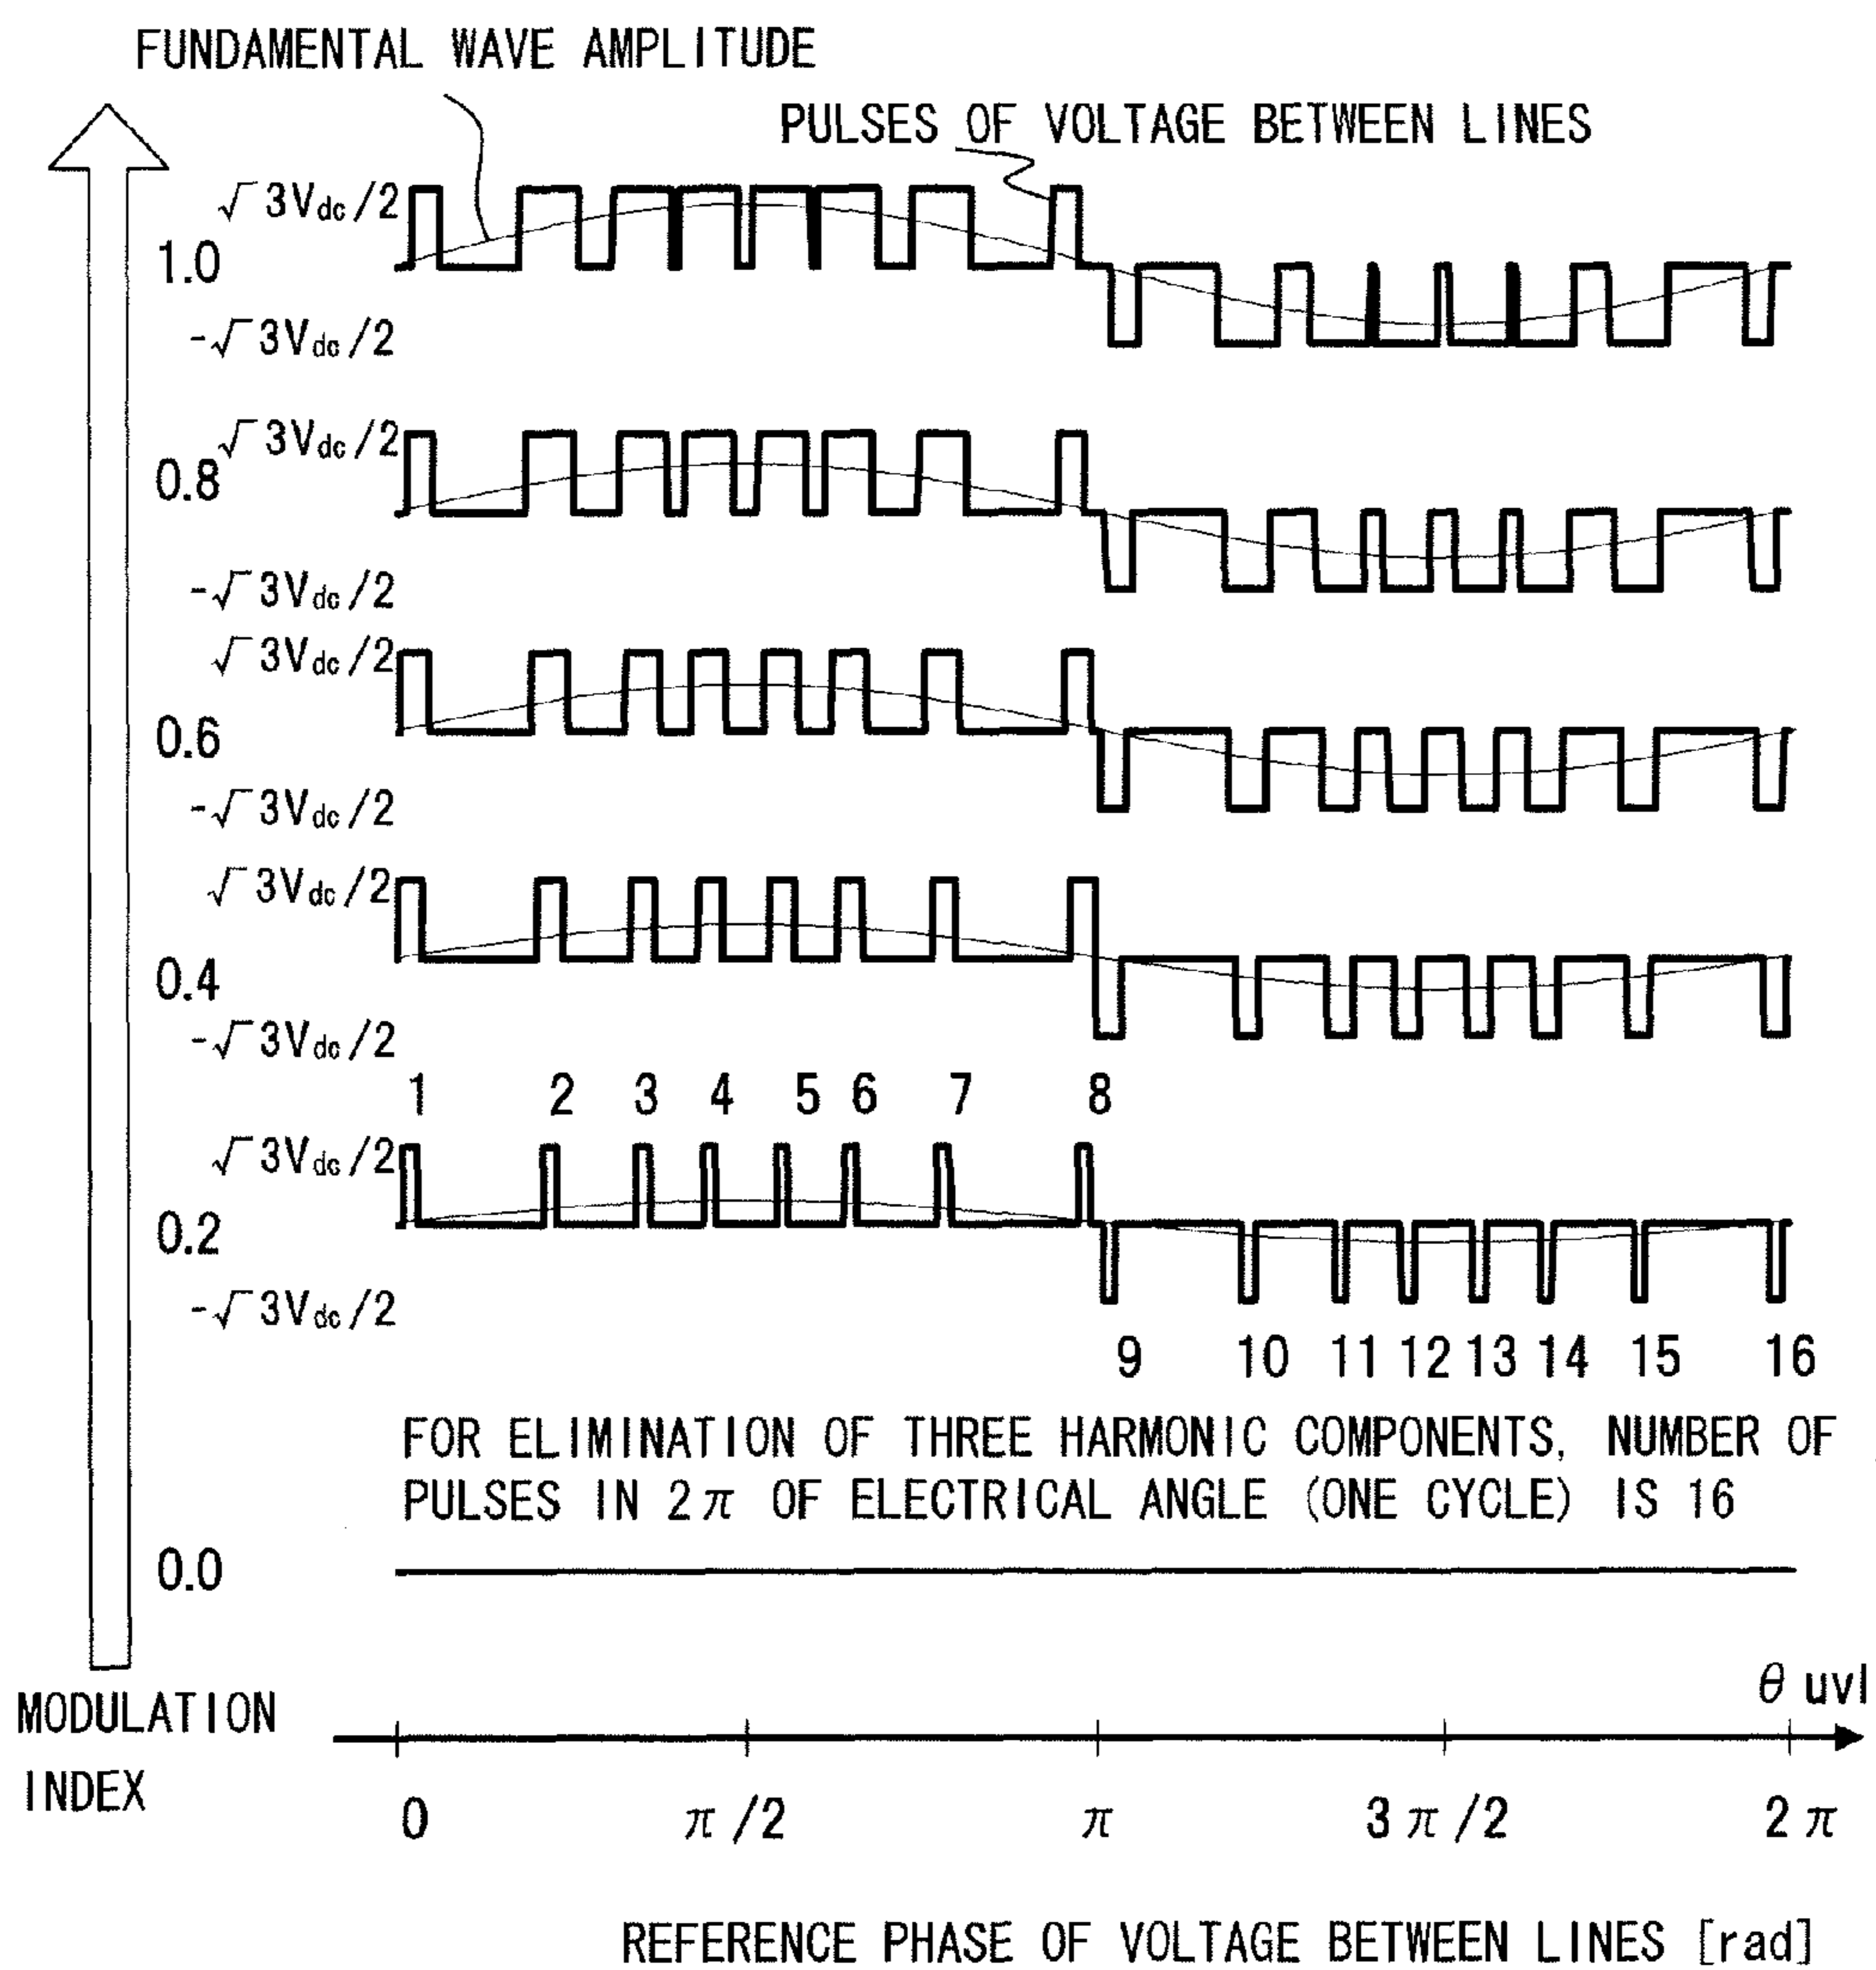 FUNDAMENTAL WAVE AMPLITUDE
PULSES OF VOLTAGE BETWEEN LINES
√3Vdc/2
1.0
-√3Vdc/2
√3Vdc/2
0.8
-√3Vdc/2
√3Vdc/2
0.6
-√3Vdc/2
√3Vdc/2
0.4
-√3Vdc/2
1 2 3 4 5 6 7 8
√3Vdc/2
0.2
-√3Vdc/2
9 10 11 12 13 14 15 16
FOR ELIMINATION OF THREE HARMONIC COMPONENTS, NUMBER OF
PULSES IN 2π OF ELECTRICAL ANGLE (ONE CYCLE) IS 16
0.0
θ uvl
MODULATION
INDEX
0 π/2 π 3π/2 2π
REFERENCE PHASE OF VOLTAGE BETWEEN LINES [rad]